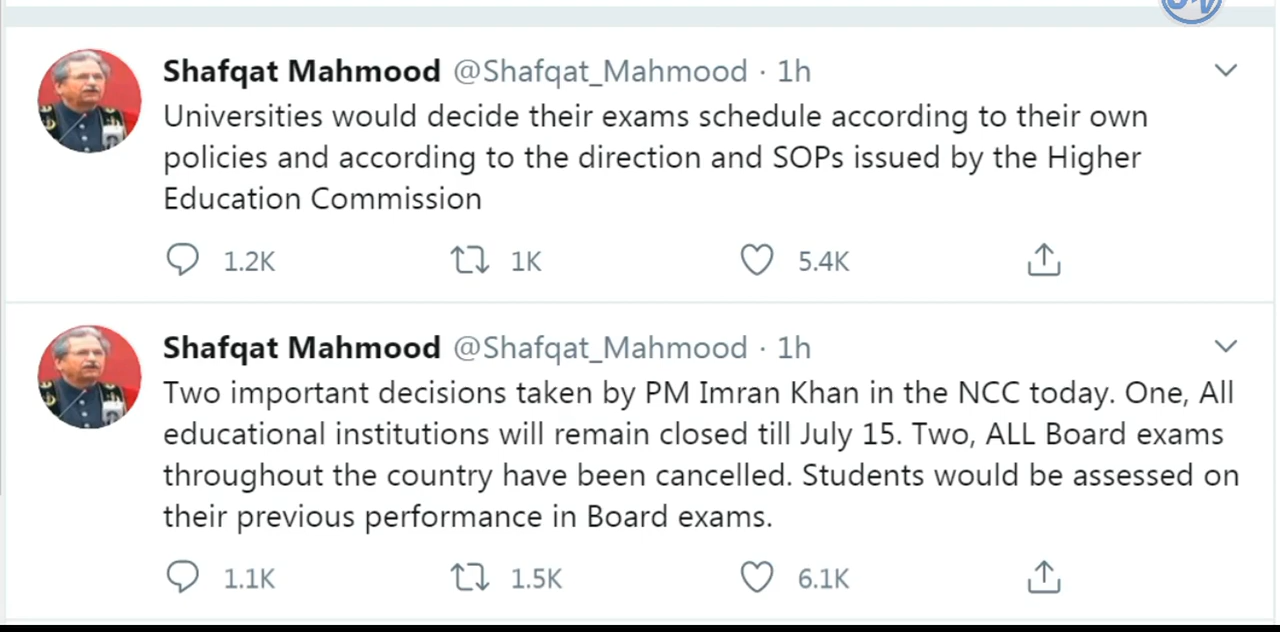 Shafqat Mahmood @Shafqat_Mahmood · 1h
Universities would decide their exams schedule according to their own
policies and according to the direction and SOPs issued by the Higher
Education Commission
1.2K 1K 5.4K
Shafqat Mahmood @Shafqat_Mahmood · 1h
Two important decisions taken by PM Imran Khan in the NCC today. One, All
educational institutions will remain closed till July 15. Two, ALL Board exams
throughout the country have been cancelled. Students would be assessed on
their previous performance in Board exams.
1.1K 1.5K 6.1K